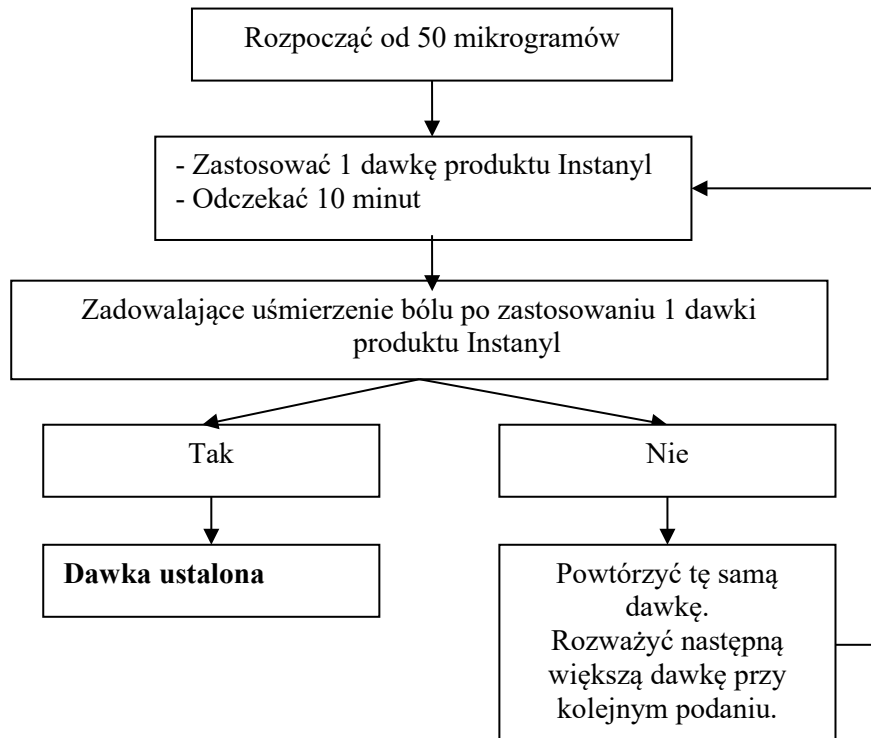 Rozpocząć od 50 mikrogramów
- Zastosować 1 dawkę produktu Instanyl
- Odczekać 10 minut
Zadowalające uśmierzenie bólu po zastosowaniu 1 dawki
produktu Instanyl
Tak
Nie
Dawka ustalona
Powtórzyć tę samą
dawkę.
Rozważyć następną
większą dawkę przy
kolejnym podaniu.